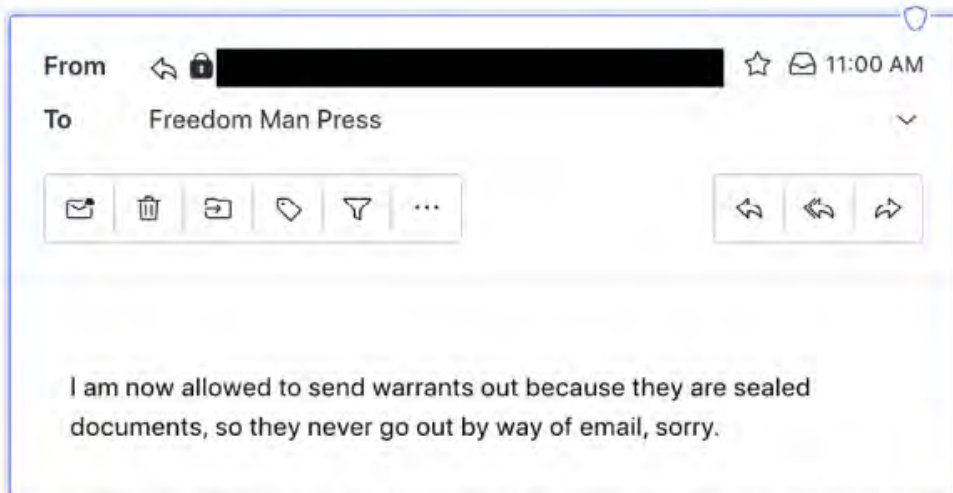 From 11:00 AM
To Freedom Man Press
I am now allowed to send warrants out because they are sealed
documents, so they never go out by way of email, sorry.